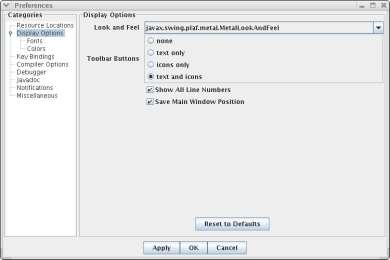 Preferences
Categories
Resource Locations
Display Options
Fonts
Colors
Key Bindings
Compiler Options
Debugger
Javadoc
Notifications
Miscellaneous
Display Options
Look and Feel
javax.swing.plaf.metal.MetalLookAndFeel
Toolbar Buttons
none
text only
icons only
text and icons
Show All Line Numbers
Save Main Window Position
Reset to Defaults
Apply
OK
Cancel